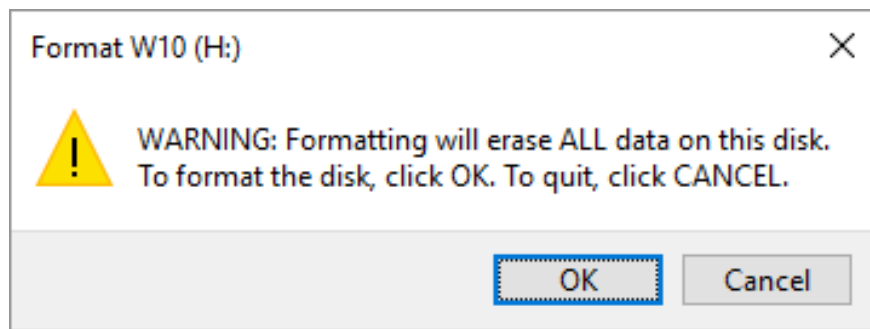 Format W10 (H:)
WARNING: Formatting will erase ALL data on this disk.
To format the disk, click OK. To quit, click CANCEL.
OK
Cancel